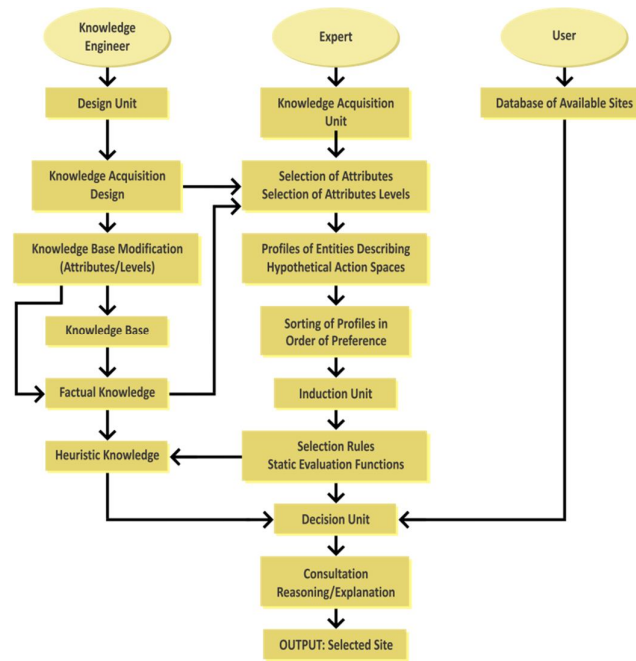 Knowledge
Engineer
Expert
User
Design Unit
Knowledge Acquisition
Unit
Database of Available Sites
Knowledge Acquisition
Design
Selection of Attributes
Selection of Attributes Levels
Knowledge Base Modification
(Attributes/Levels)
Profiles of Entities Describing
Hypothetical Action Spaces
Knowledge Base
Sorting of Profiles in
Order of Preference
Factual Knowledge
Induction Unit
Heuristic Knowledge
Selection Rules
Static Evaluation Functions
Decision Unit
Consultation
Reasoning/Explanation
OUTPUT: Selected Site